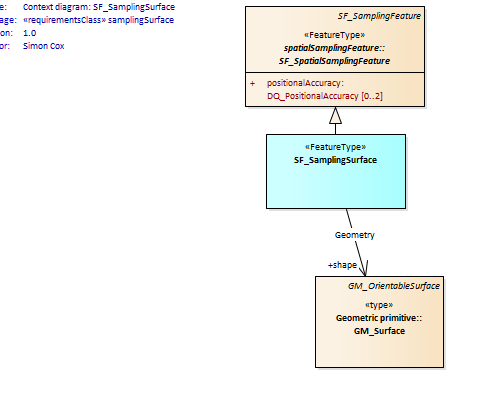 e: Context diagram: SF_SamplingSurface
age: «requirementsClass» samplingSurface
on: 1.0
or: Simon Cox
SF_SamplingFeature
«FeatureType»
spatialSamplingFeature::
SF_SpatialSamplingFeature
+ positionalAccuracy:
DQ_PositionalAccuracy [0..2]
«FeatureType»
SF_SamplingSurface
Geometry
+shape
GM_OrientableSurface
«type»
Geometric primitive::
GM_Surface